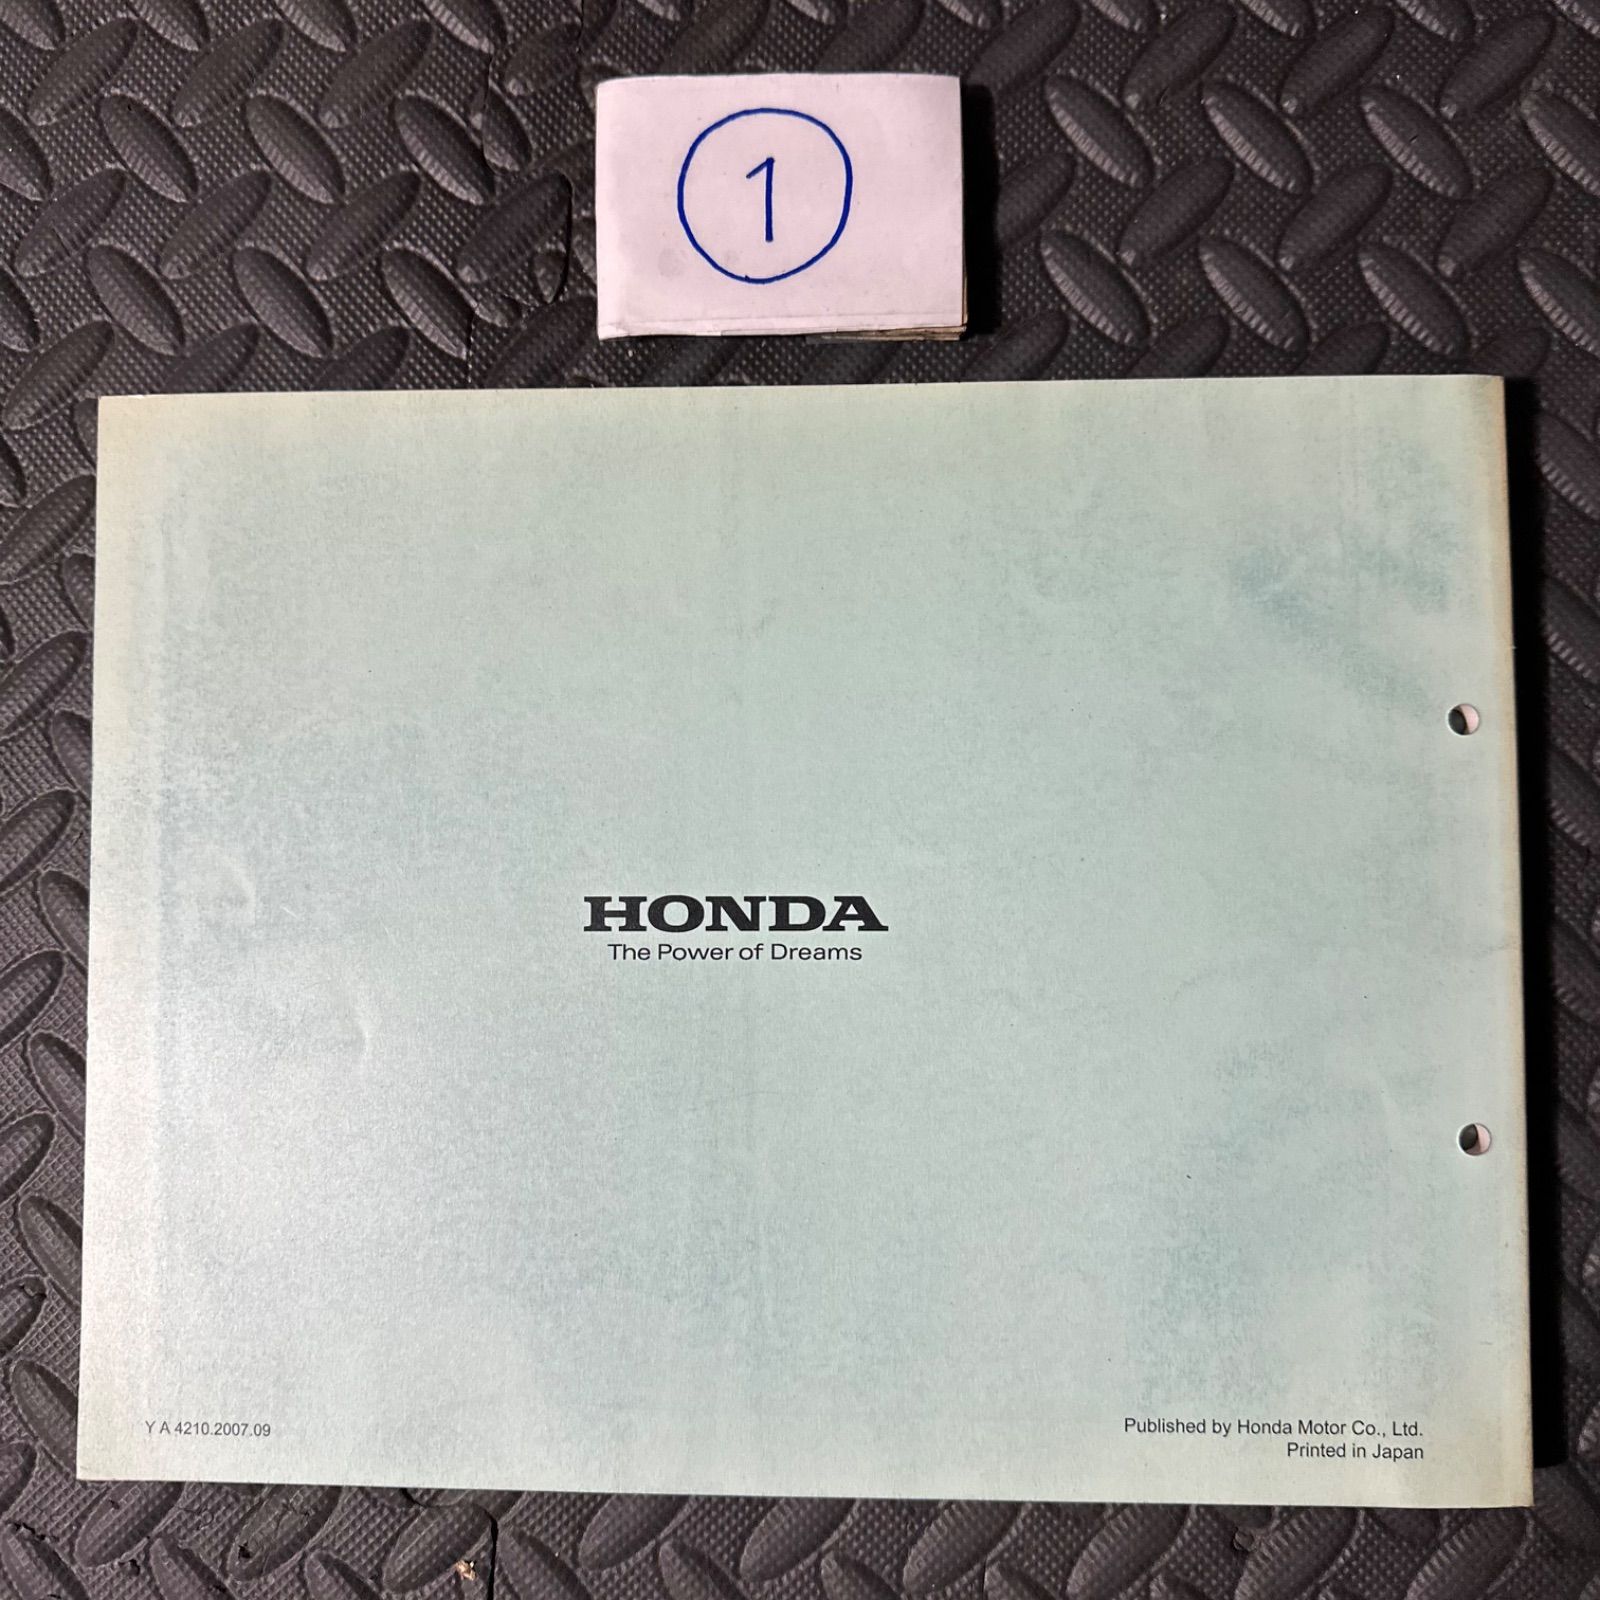 1
HONDA
The Power of Dreams
Y A 4210.2007.09
Published by Honda Motor Co., Ltd.
Printed in Japan